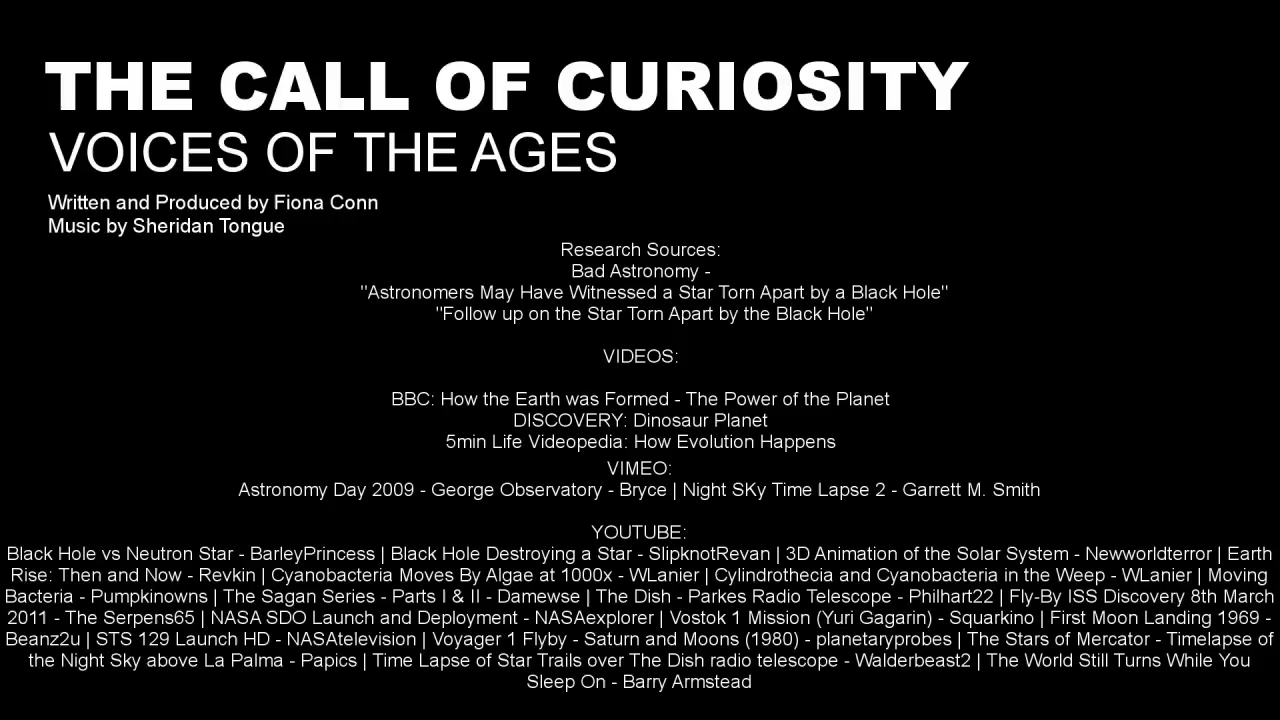 THE CALL OF CURIOSITY
VOICES OF THE AGES
Written and Produced by Fiona Conn
Music by Sheridan Tongue
Research Sources:
Bad Astronomy -
"Astronomers May Have Witnessed a Star Torn Apart by a Black Hole"
"Follow up on the Star Torn Apart by the Black Hole"
VIDEOS:
BBC: How the Earth was Formed - The Power of the Planet
DISCOVERY: Dinosaur Planet
5min Life Videopedia: How Evolution Happens
VIMEO:
Astronomy Day 2009 - George Observatory - Bryce | Night SKy Time Lapse 2 - Garrett M. Smith
YOUTUBE:
Black Hole vs Neutron Star - BarleyPrincess | Black Hole Destroying a Star - SlipknotRevan | 3D Animation of the Solar System - Newworldterror | Earth
Rise: Then and Now - Revkin | Cyanobacteria Moves By Algae at 1000x - WLanier | Cylindrothecia and Cyanobacteria in the Weep - WLanier | Moving
Bacteria - Pumpkinowns | The Sagan Series - Parts I & II - Damewse | The Dish - Parkes Radio Telescope - Philhart22 | Fly-By ISS Discovery 8th March
2011 - The Serpens65 | NASA SDO Launch and Deployment - NASAexplorer | Vostok 1 Mission (Yuri Gagarin) - Squarkino | First Moon Landing 1969 -
Beanz2u | STS 129 Launch HD - NASAtelevision | Voyager 1 Flyby - Saturn and Moons (1980) - planetaryprobes | The Stars of Mercator - Timelapse of
the Night Sky above La Palma - Papics | Time Lapse of Star Trails over The Dish radio telescope - Walderbeast2 | The World Still Turns While You
Sleep On - Barry Armstead